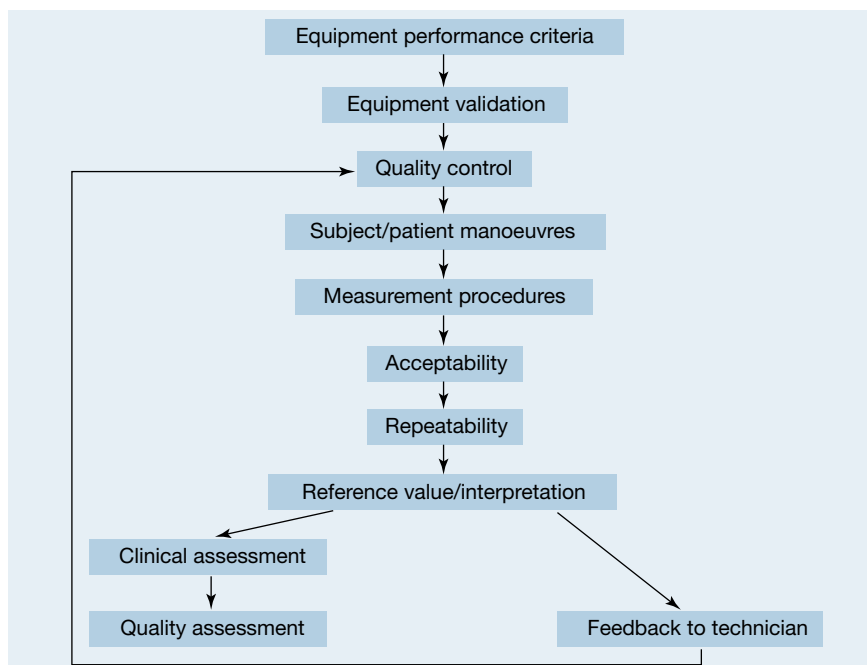 Equipment performance criteria
Equipment validation
Quality control
Subject/patient manoeuvres
Measurement procedures
Acceptability
Repeatability
Reference value/interpretation
Clinical assessment
Quality assessment
Feedback to technician